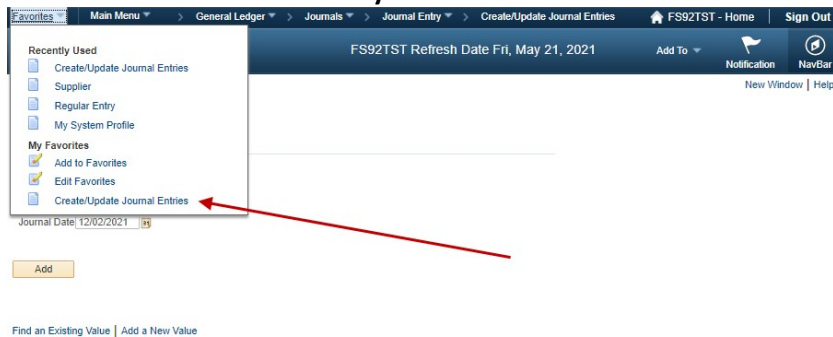 Favorites Main Menu > General Ledger > Journals > Journal Entry > Create/Update Journal Entries FS92TST - Home Sign Out
FS92TST Refresh Date Fri, May 21, 2021 Add To Notification NavBar
New Window | Help
Recently Used
Create/Update Journal Entries
Supplier
Regular Entry
My System Profile
My Favorites
Add to Favorites
Edit Favorites
Create/Update Journal Entries
Journal Date 12/02/2021
Add
Find an Existing Value | Add a New Value